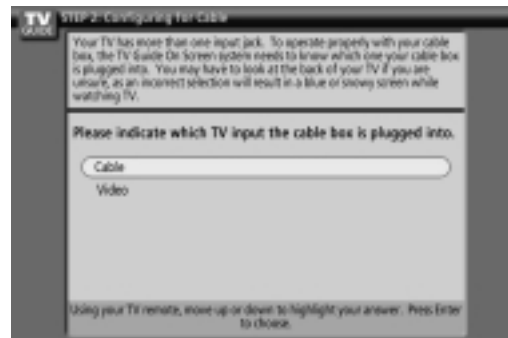 TV
GUIDE
STEP 2: Configuring for Cable
Your TV has more than one input jack. To operate properly with your cable
box, the TV Guide On Screen system needs to know which one your cable box
is plugged into. You may have to look at the back of your TV if you are
unsure, as an incorrect selection will result in a blue or snowy screen while
watching TV.
Please indicate which TV input the cable box is plugged into.
Cable
Video
Using your TV remote, move up or down to highlight your answer. Press Enter
to choose.